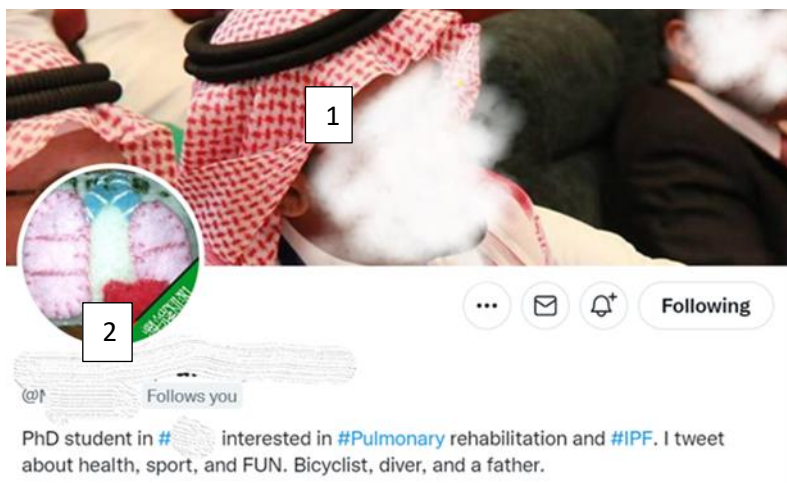 1
2
Following
@
Follows you
PhD student in # interested in #Pulmonary rehabilitation and #IPF. I tweet
about health, sport, and FUN. Bicyclist, diver, and a father.